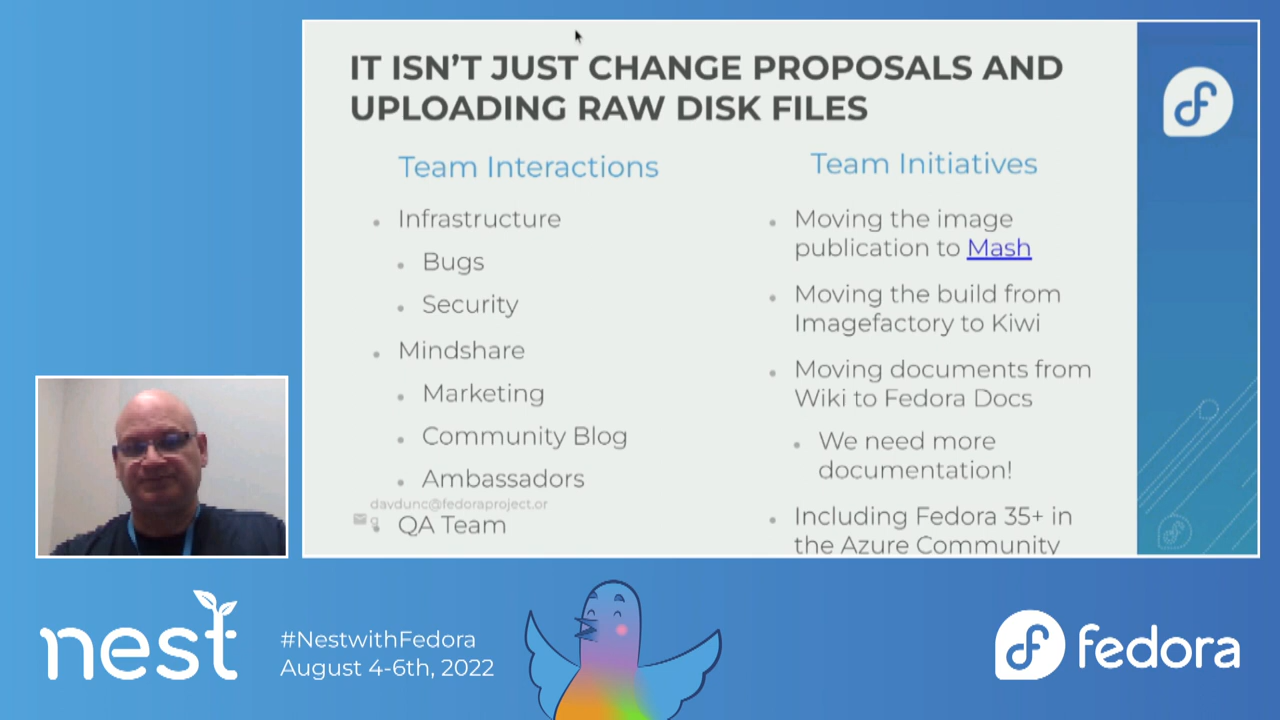 IT ISN'T JUST CHANGE PROPOSALS AND
UPLOADING RAW DISK FILES
Team Interactions
Infrastructure
Bugs
Security
Mindshare
Marketing
Community Blog
Ambassadors
davdunc@fedoraproject.or
g
QA Team
Team Initiatives
Moving the image
publication to Mash
Moving the build from
Imagefactory to Kiwi
Moving documents from
Wiki to Fedora Docs
We need more
documentation!
Including Fedora 35+ in
the Azure Community
nest
#NestwithFedora
August 4-6th, 2022
fedora